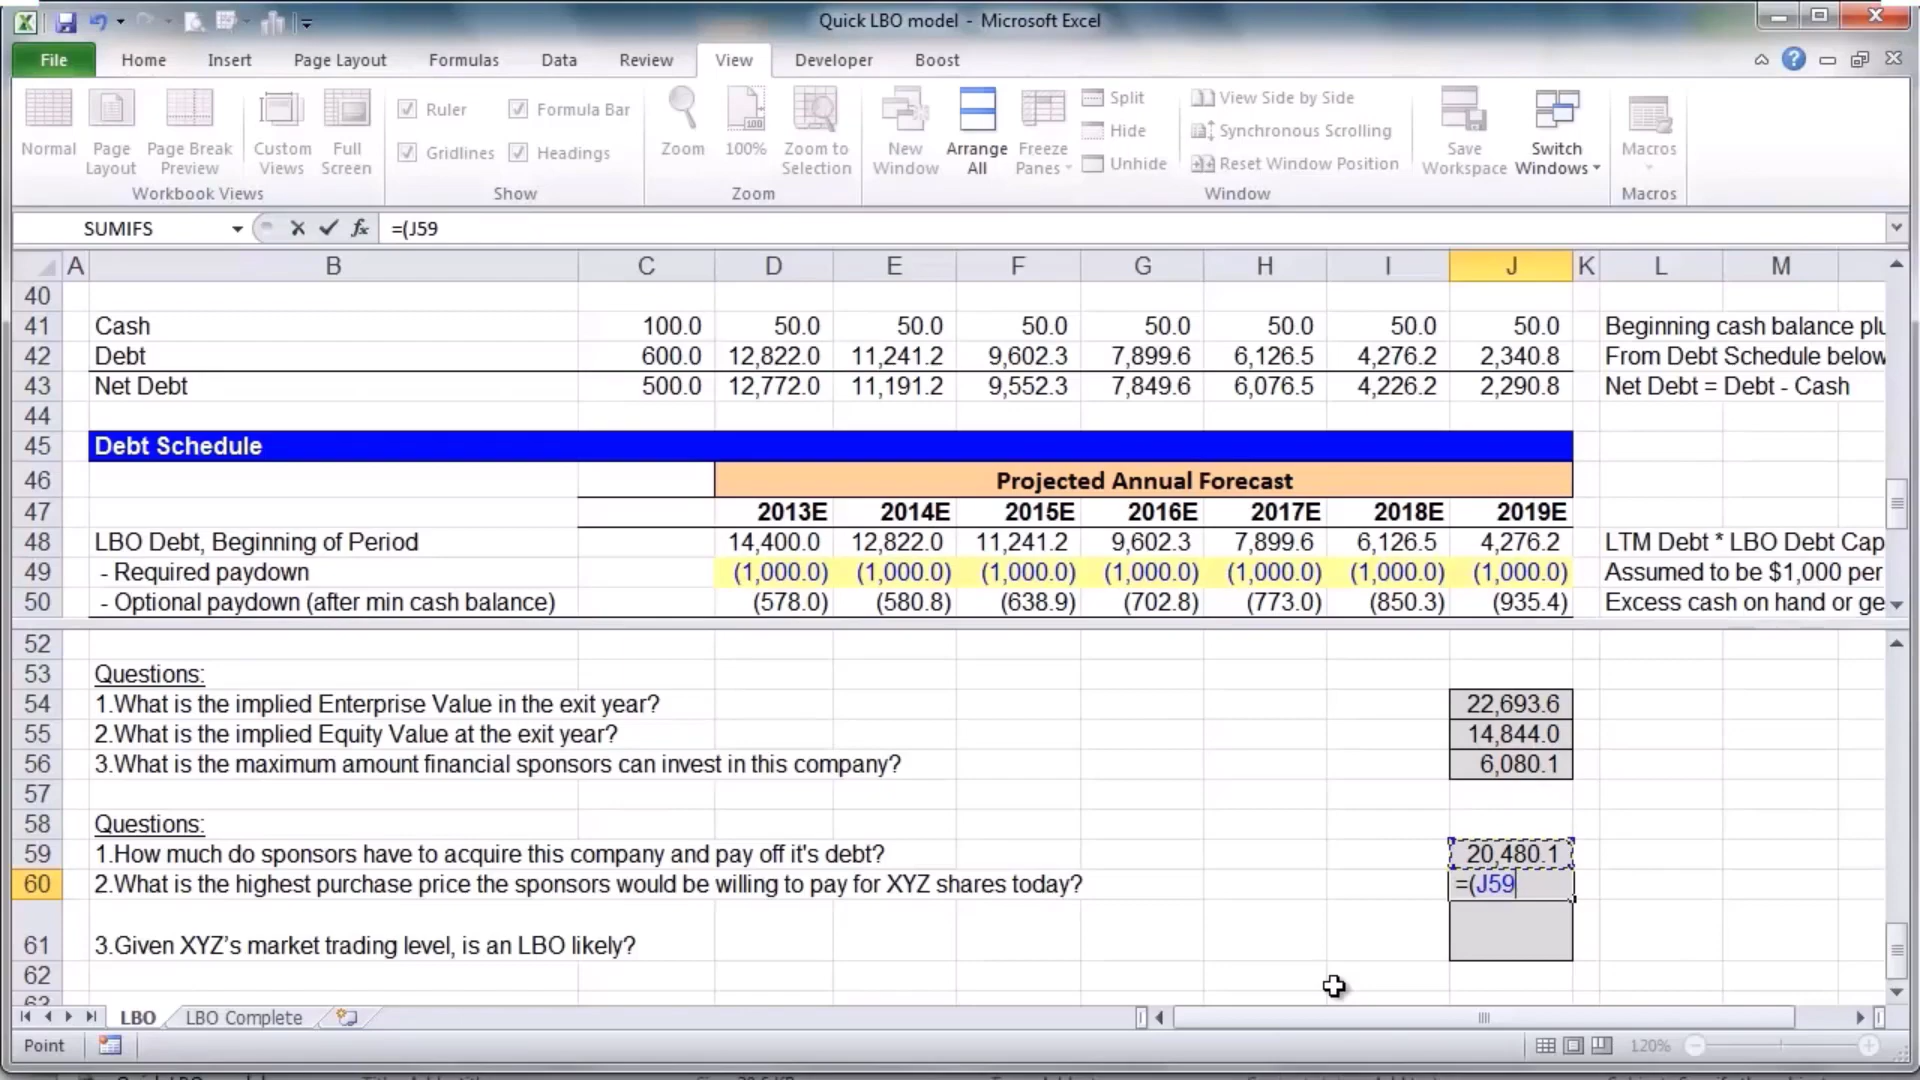 Quick LBO model - Microsoft Excel
File Home Insert Page Layout Formulas Data Review View Developer Boost
Normal Page Layout Page Break Preview Custom Views Full Screen
Workbook Views
Ruler Formula Bar
Gridlines Headings
Show
Zoom 100% Zoom to Selection
Zoom
New Window Arrange All Freeze Panes
Split
Hide
Unhide
View Side by Side
Synchronous Scrolling
Reset Window Position
Save Workspace Switch Windows
Window
Macros
Macros
SUMIFS =(J59
A B C D E F G H I J K L M
40
41 Cash 100.0 50.0 50.0 50.0 50.0 50.0 50.0 50.0 Beginning cash balance plu
42 Debt 600.0 12,822.0 11,241.2 9,602.3 7,899.6 6,126.5 4,276.2 2,340.8 From Debt Schedule below
43 Net Debt 500.0 12,772.0 11,191.2 9,552.3 7,849.6 6,076.5 4,226.2 2,290.8 Net Debt = Debt - Cash
44
45 Debt Schedule
46 Projected Annual Forecast
47 2013E 2014E 2015E 2016E 2017E 2018E 2019E
48 LBO Debt, Beginning of Period 14,400.0 12,822.0 11,241.2 9,602.3 7,899.6 6,126.5 4,276.2 LTM Debt * LBO Debt Cap
49 - Required paydown (1,000.0) (1,000.0) (1,000.0) (1,000.0) (1,000.0) (1,000.0) (1,000.0) Assumed to be $1,000 per
50 - Optional paydown (after min cash balance) (578.0) (580.8) (638.9) (702.8) (773.0) (850.3) (935.4) Excess cash on hand or ge
52
53 Questions:
54 1.What is the implied Enterprise Value in the exit year? 22,693.6
55 2.What is the implied Equity Value at the exit year? 14,844.0
56 3.What is the maximum amount financial sponsors can invest in this company? 6,080.1
57
58 Questions:
59 1.How much do sponsors have to acquire this company and pay off it's debt? 20,480.1
60 2.What is the highest purchase price the sponsors would be willing to pay for XYZ shares today? =(J59
61 3.Given XYZ's market trading level, is an LBO likely?
62
LBO LBO Complete
Point 120%